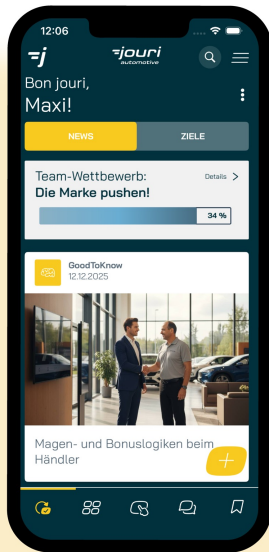 12:06
jouri
automotive
Bon jouri,
Maxi!
NEWS
ZIELE
Team-Wettbewerb:
Details >
Die Marke pushen!
34 %
GoodToKnow
12.12.2025
Magen- und Bonuslogiken beim
Händler